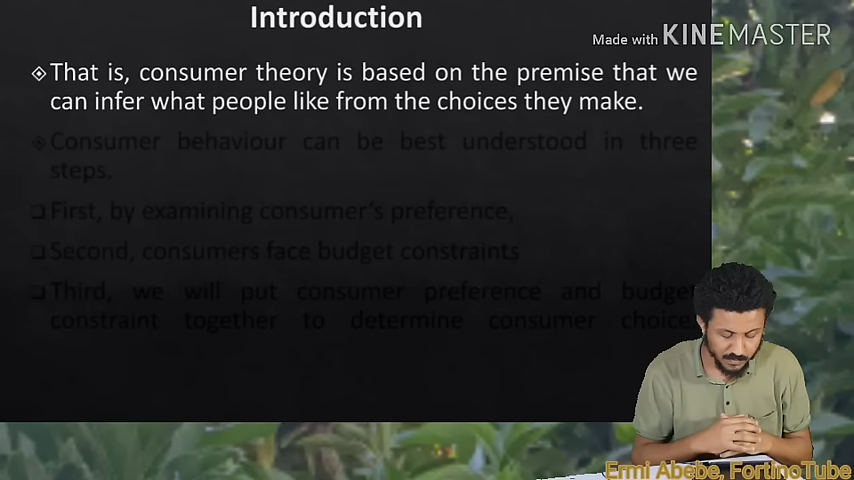 Introduction
Made with KINEMASTER
That is, consumer theory is based on the premise that we
can infer what people like from the choices they make.
Consumer behaviour can be best understood in three
steps.
First, by examining consumer's preference,
Second, consumers face budget constraints
Third, we will put consumer preference and budget
constraint together to determine consumer choice.
Ermi Abebe, FortinoTube